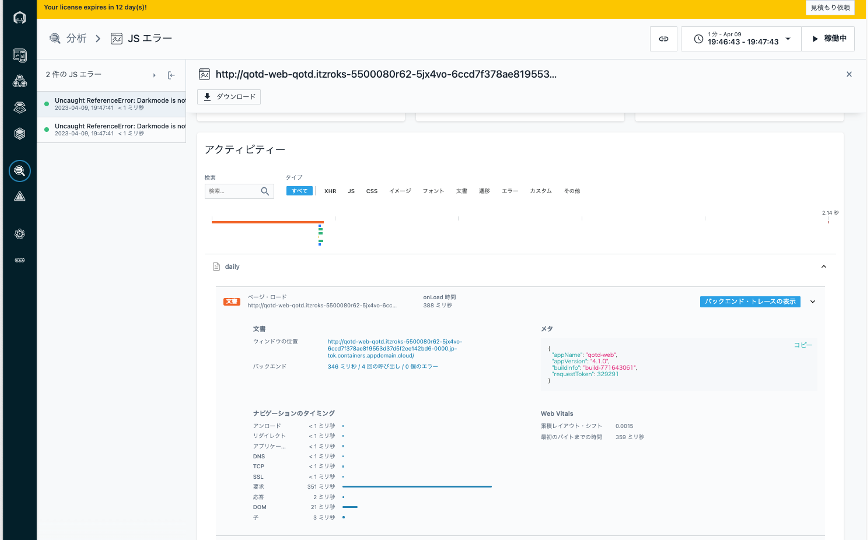 Your license expires in 12 day(s)!
見積もり依頼
分析
JS エラー
1 分 - Apr 09
19:46:43 - 19:47:43
稼働中
2 件の JS エラー
Uncaught ReferenceError: Darkmode is not
2023-04-09, 19:47:41 < 1 ミリ秒
Uncaught ReferenceError: Darkmode is not
2023-04-09, 19:47:41 < 1 ミリ秒
http://qotd-web-qotd.itzroks-5500080r62-5jx4vo-6ccd7f378ae819553...
ダウンロード
アクティビティー
検索
検索...
タイプ
すべて
XHR
JS
CSS
イメージ
フォント
文書
遷移
エラー
カスタム
その他
2.14 秒
daily
文書
ページ・ロード
http://qotd-web-qotd.itzroks-5500080r62-5jx4vo-6cc...
onLoad 時間
388 ミリ秒
バックエンド・トレースの表示
文書
ウィンドウの位置
http://qotd-web-qotd.itzroks-5500080r62-5jx4vo-
6ccd7f378ae819553d37d5f2ee142bd6-0000.jp-
tok.containers.appdomain.cloud/
バックエンド
346 ミリ秒 / 4 回の呼び出し / 0 個のエラー
メタ
コピー
{
"appName": "qotd-web",
"appVersion": "4.1.0",
"buildInfo": "build-771643061",
"requestToken": 329291
}
ナビゲーションのタイミング
アンロード < 1 ミリ秒
リダイレクト < 1 ミリ秒
アプリケー... < 1 ミリ秒
DNS < 1 ミリ秒
TCP < 1 ミリ秒
SSL < 1 ミリ秒
要求 351 ミリ秒
応答 2 ミリ秒
DOM 21 ミリ秒
子 5 ミリ秒
Web Vitals
累積レイアウト・シフト 0.0015
最初のバイトまでの時間 339 ミリ秒